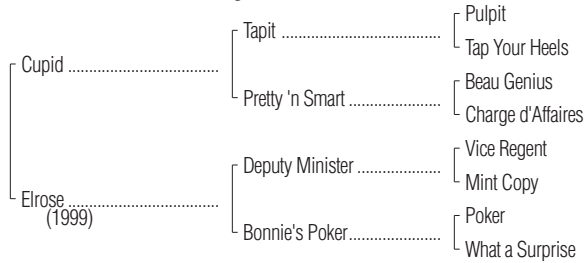 Pulpit
Tapit ..............................
Tap Your Heels
Cupid ..................................
Beau Genius
Pretty 'n Smart ...................
Charge d'Affaires
Vice Regent
Deputy Minister ..................
Mint Copy
Elrose ..................................
(1999)
Poker
Bonnie's Poker.....................
What a Surprise